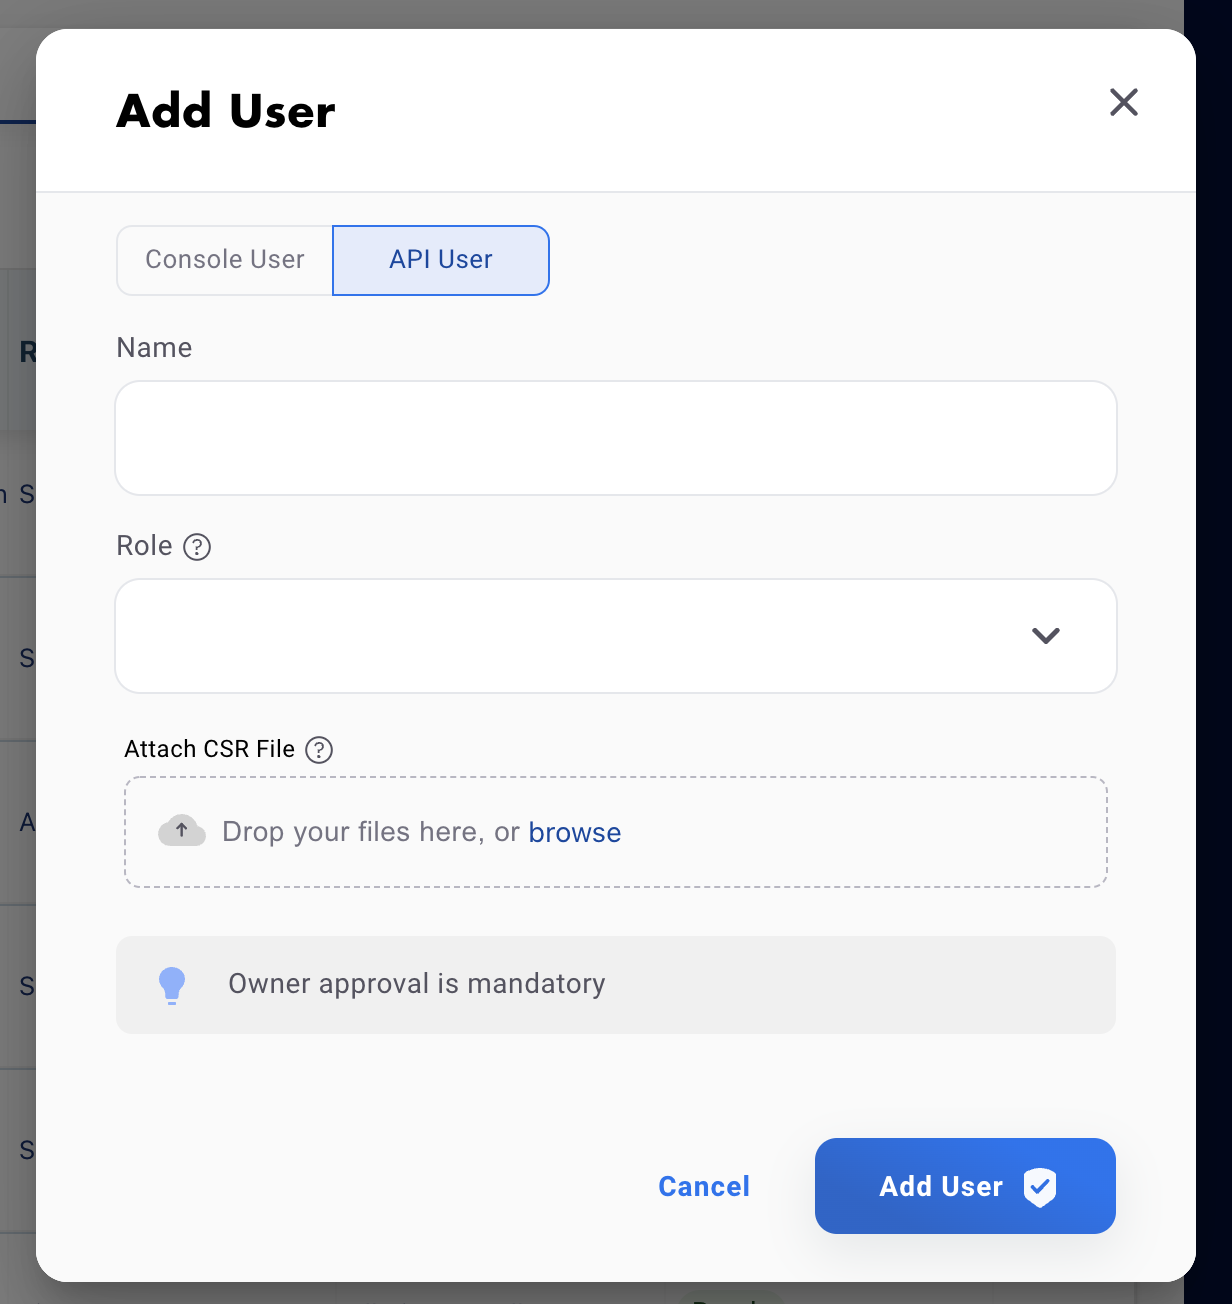 Add User
Console User
API User
Name
Role
Attach CSR File
Drop your files here, or browse
Owner approval is mandatory
Cancel
Add User